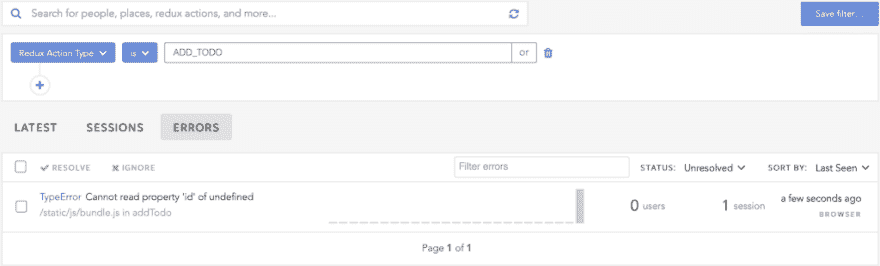 Search for people, places, redux actions, and more...
Save filter...
Redux Action Type is ADD_TODO or
LATEST SESSIONS ERRORS
RESOLVE IGNORE Filter errors STATUS: Unresolved SORT BY: Last Seen
TypeError Cannot read property 'id' of undefined
/static/js/bundle.js in addTodo
0 users 1 session a few seconds ago
BROWSER
Page 1 of 1